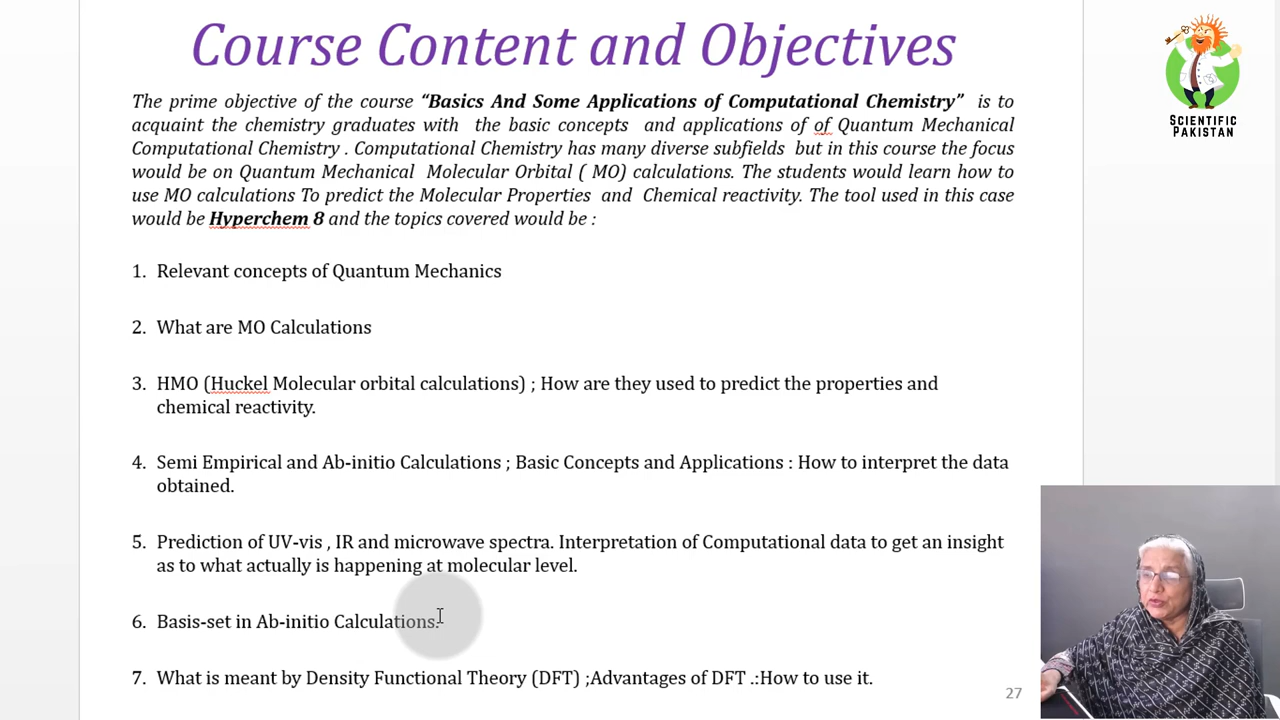 Course Content and Objectives
The prime objective of the course “Basics And Some Applications of Computational Chemistry” is to
acquaint the chemistry graduates with the basic concepts and applications of of Quantum Mechanical
Computational Chemistry . Computational Chemistry has many diverse subfields but in this course the focus
would be on Quantum Mechanical Molecular Orbital ( MO) calculations. The students would learn how to
use MO calculations To predict the Molecular Properties and Chemical reactivity. The tool used in this case
would be Hyperchem 8 and the topics covered would be :
1. Relevant concepts of Quantum Mechanics
2. What are MO Calculations
3. HMO (Huckel Molecular orbital calculations) ; How are they used to predict the properties and
chemical reactivity.
4. Semi Empirical and Ab-initio Calculations ; Basic Concepts and Applications : How to interpret the data
obtained.
5. Prediction of UV-vis , IR and microwave spectra. Interpretation of Computational data to get an insight
as to what actually is happening at molecular level.
6. Basis-set in Ab-initio Calculations.
7. What is meant by Density Functional Theory (DFT) ;Advantages of DFT .:How to use it.
27
SCIENTIFIC
PAKISTAN